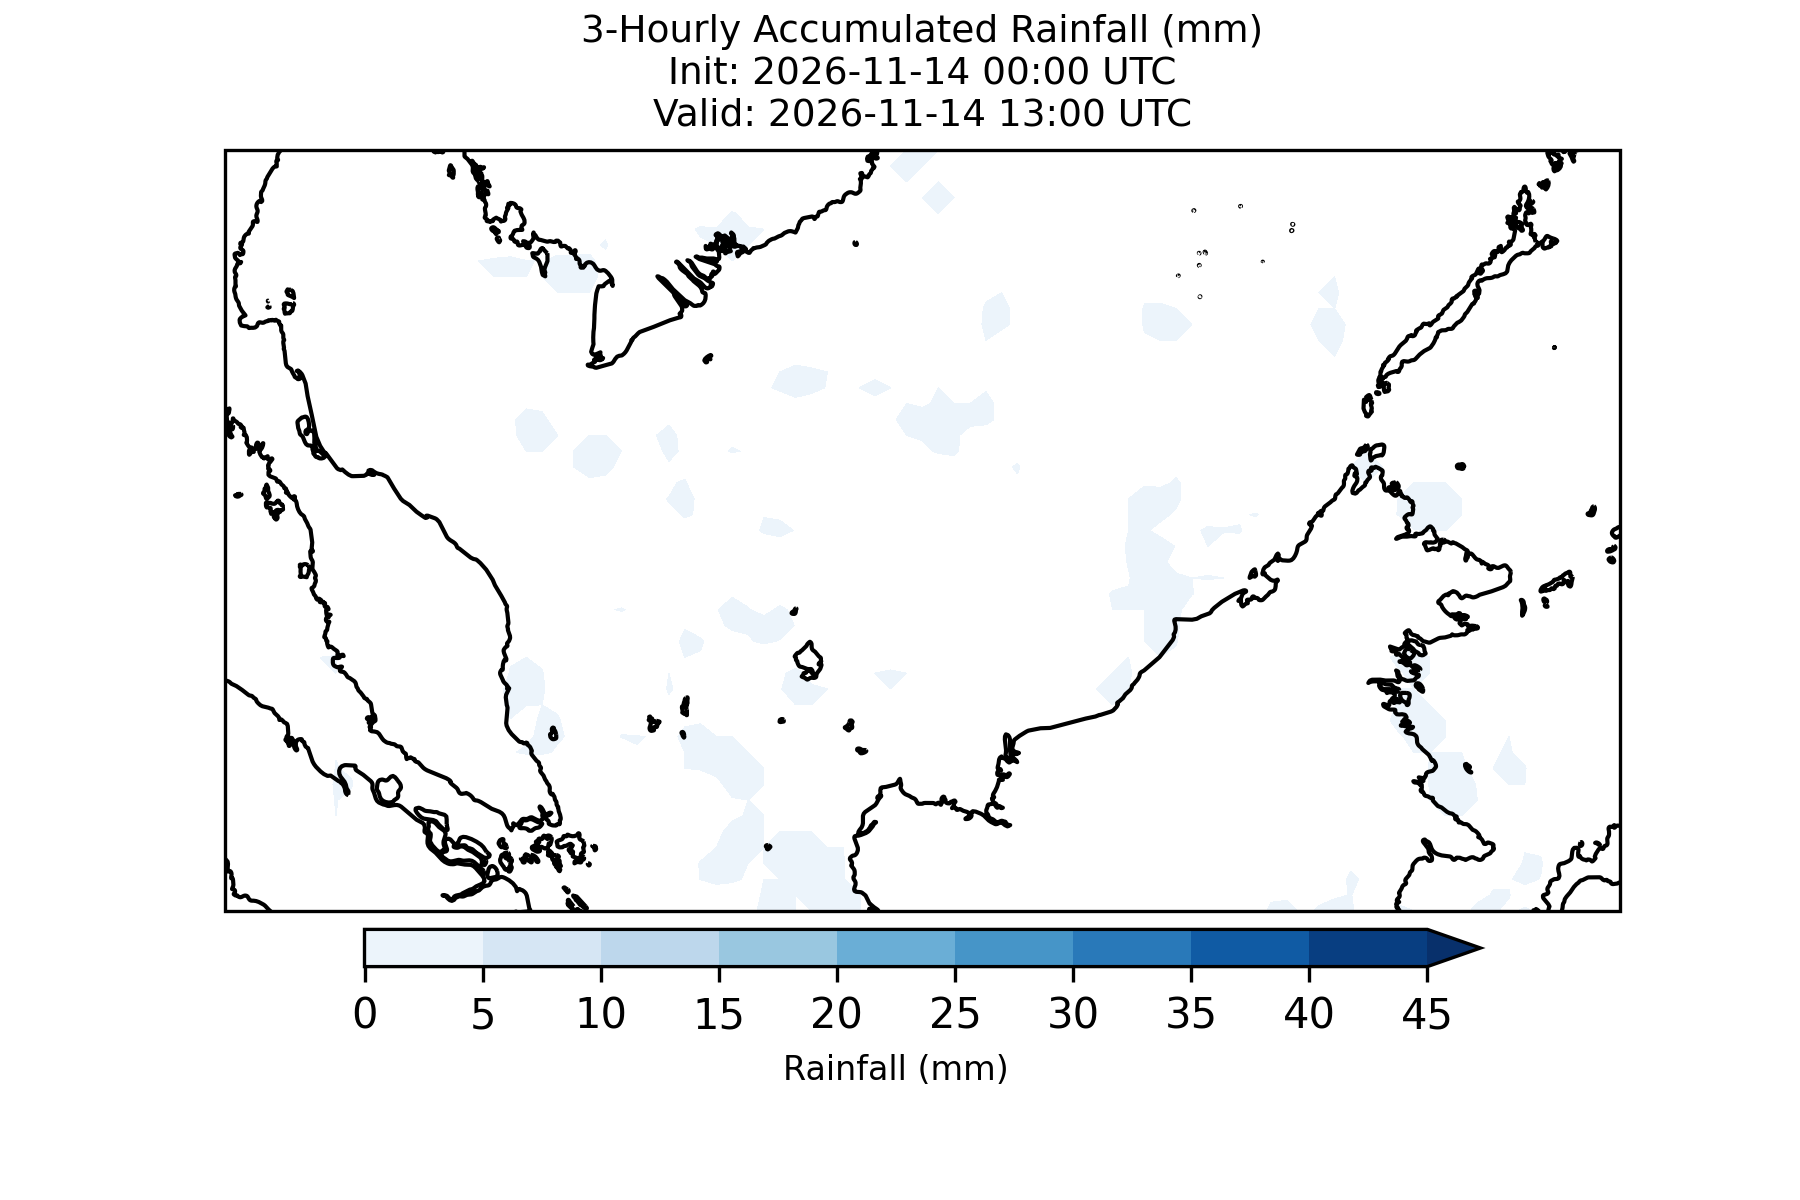 3-Hourly Accumulated Rainfall (mm)
Init: 2026-11-14 00:00 UTC
Valid: 2026-11-14 13:00 UTC
0 5 10 15 20 25 30 35 40 45
Rainfall (mm)